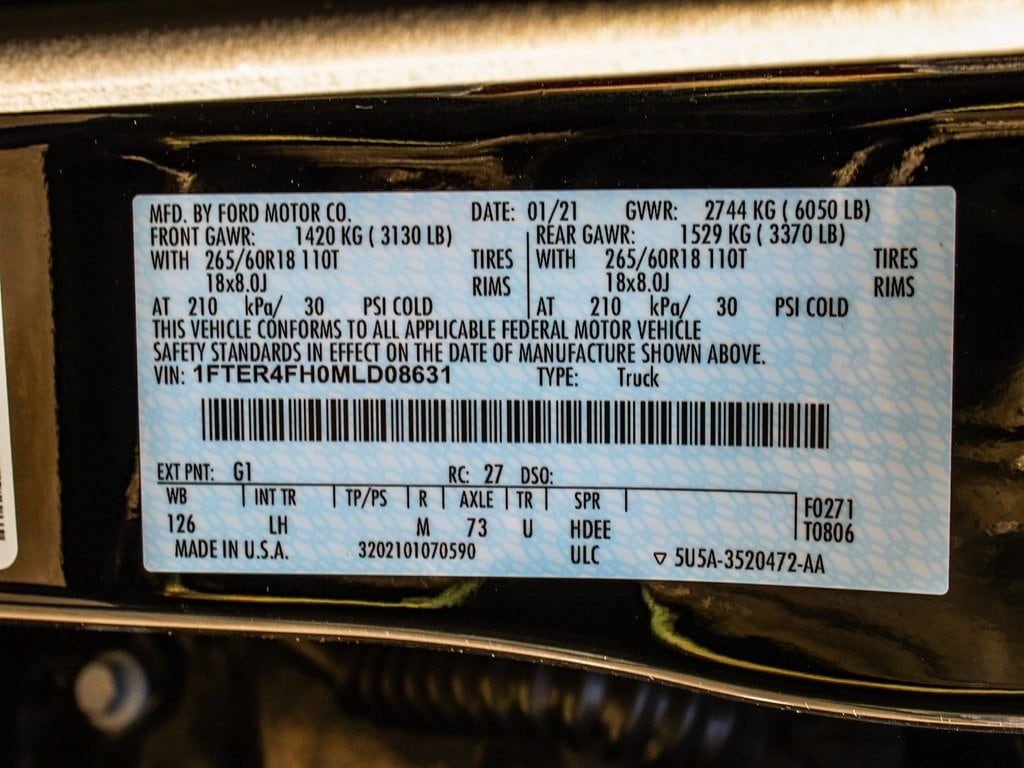 MFD. BY FORD MOTOR CO. DATE: 01/21 GVWR: 2744 KG ( 6050 LB)
FRONT GAWR: 1420 KG ( 3130 LB) REAR GAWR: 1529 KG ( 3370 LB)
WITH 265/60R18 110T TIRES WITH 265/60R18 110T TIRES
18x8.0J RIMS 18x8.0J RIMS
AT 210 kPa/ 30 PSI COLD AT 210 kPa/ 30 PSI COLD
THIS VEHICLE CONFORMS TO ALL APPLICABLE FEDERAL MOTOR VEHICLE
SAFETY STANDARDS IN EFFECT ON THE DATE OF MANUFACTURE SHOWN ABOVE.
VIN: 1FTER4FH0MLD08631 TYPE: Truck
EXT PNT: G1 RC: 27 DSO:
WB INT TR TP/PS R AXLE TR SPR F0271
126 LH M 73 U HDEE T0806
MADE IN U.S.A. 3202101070590 ULC ▽ 5U5A-3520472-AA